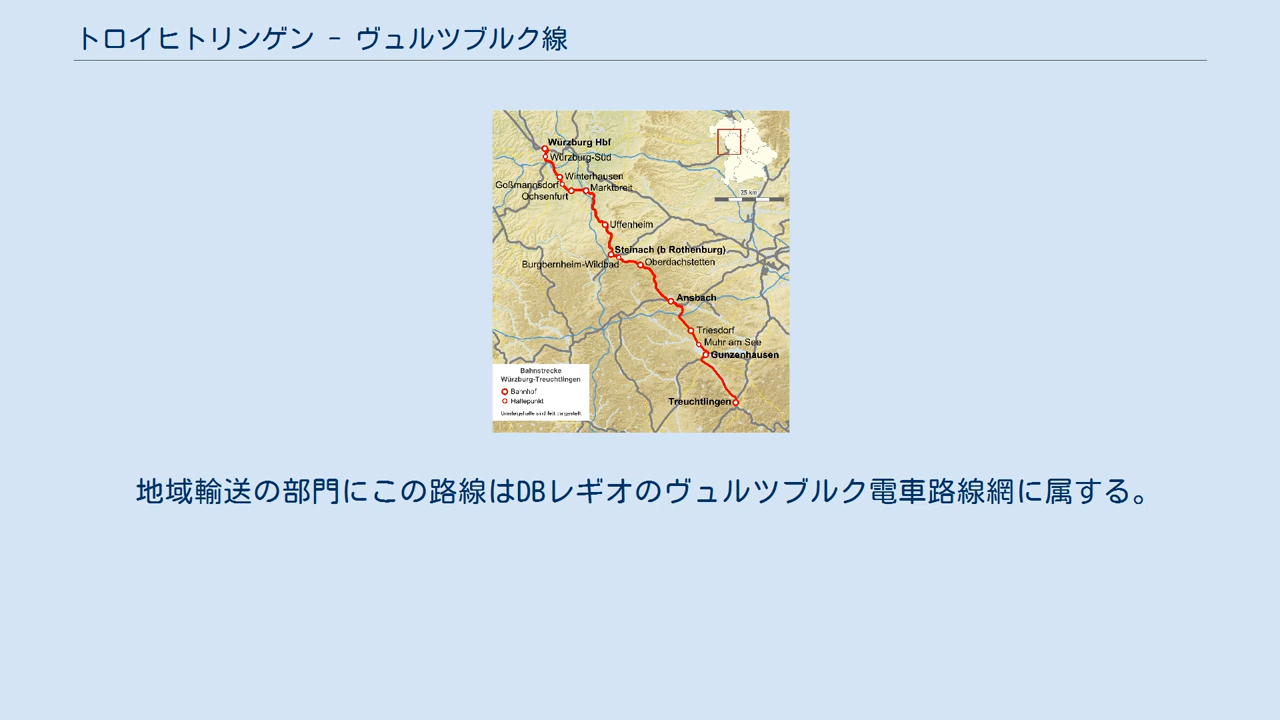 トロイヒトリンゲン - ヴュルツブルク線
Würzburg Hbf
Würzburg-Süd
Winterhausen
Goßmannsdorf
Marktbreit
Ochsenfurt
25 km
Uffenheim
Steinach (b Rothenburg)
Burgbernheim-Wildbad
Oberdachstetten
Ansbach
Triesdorf
Muhr am See
Gunzenhausen
Bahnstrecke
Würzburg-Treuchtlingen
Bahnhof
Haltepunkt
Umsteigehalte sind fett dargestellt.
Treuchtlingen
地域輸送の部門にこの路線はDBレギオのヴュルツブルク電車路線網に属する。